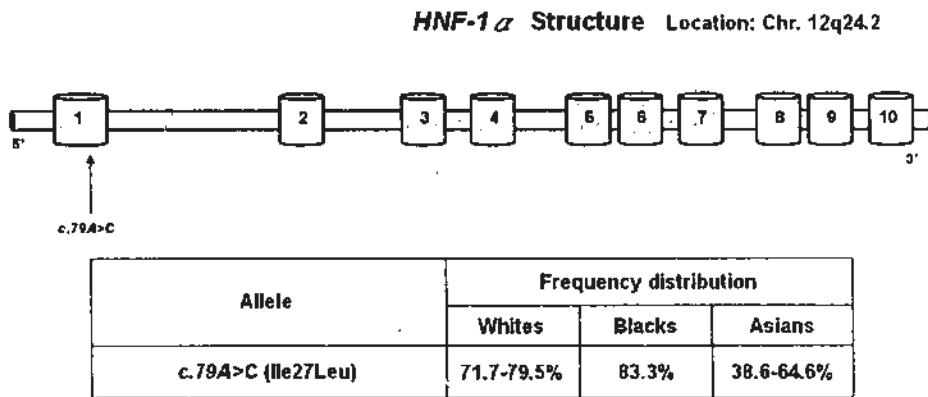 HNF-1α Structure Location: Chr. 12q24.2
1 2 3 4 5 6 7 8 9 10
5' 3'
c.79A>C
Allele Frequency distribution
Whites Blacks Asians
c.79A>C (Ile27Leu) 71.7-79.5% 83.3% 38.6-64.6%